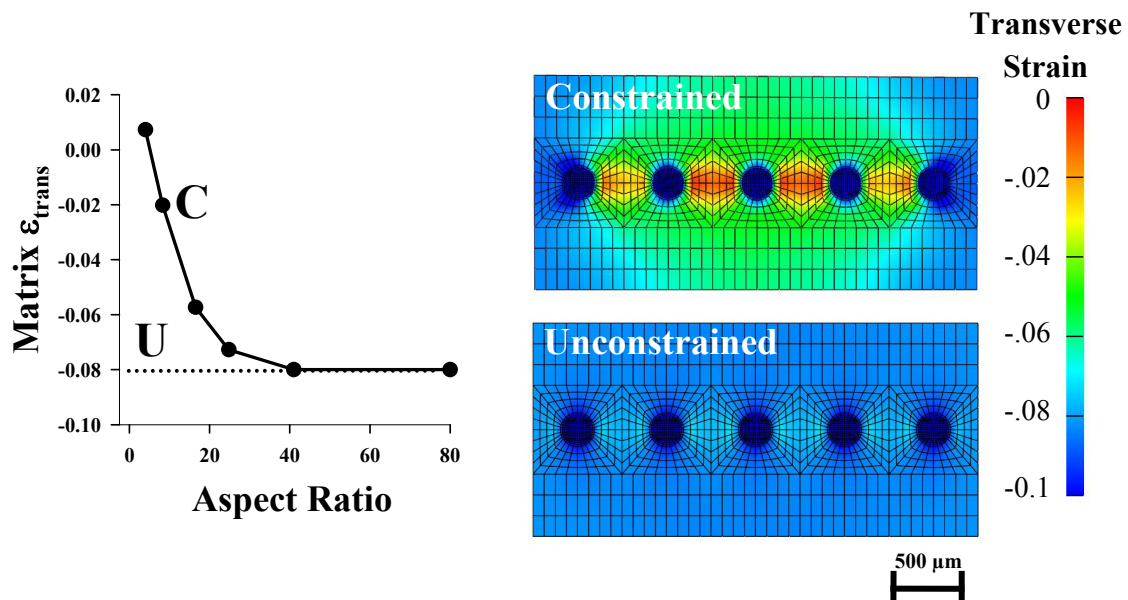 Transverse
Strain
0
-.02
-.04
-.06
-.08
-0.1
Constrained
Unconstrained
500 µm
Matrix εtrans
0.02
0.00
-0.02
-0.04
-0.06
-0.08
-0.10
C
U
0
20
40
60
80
Aspect Ratio